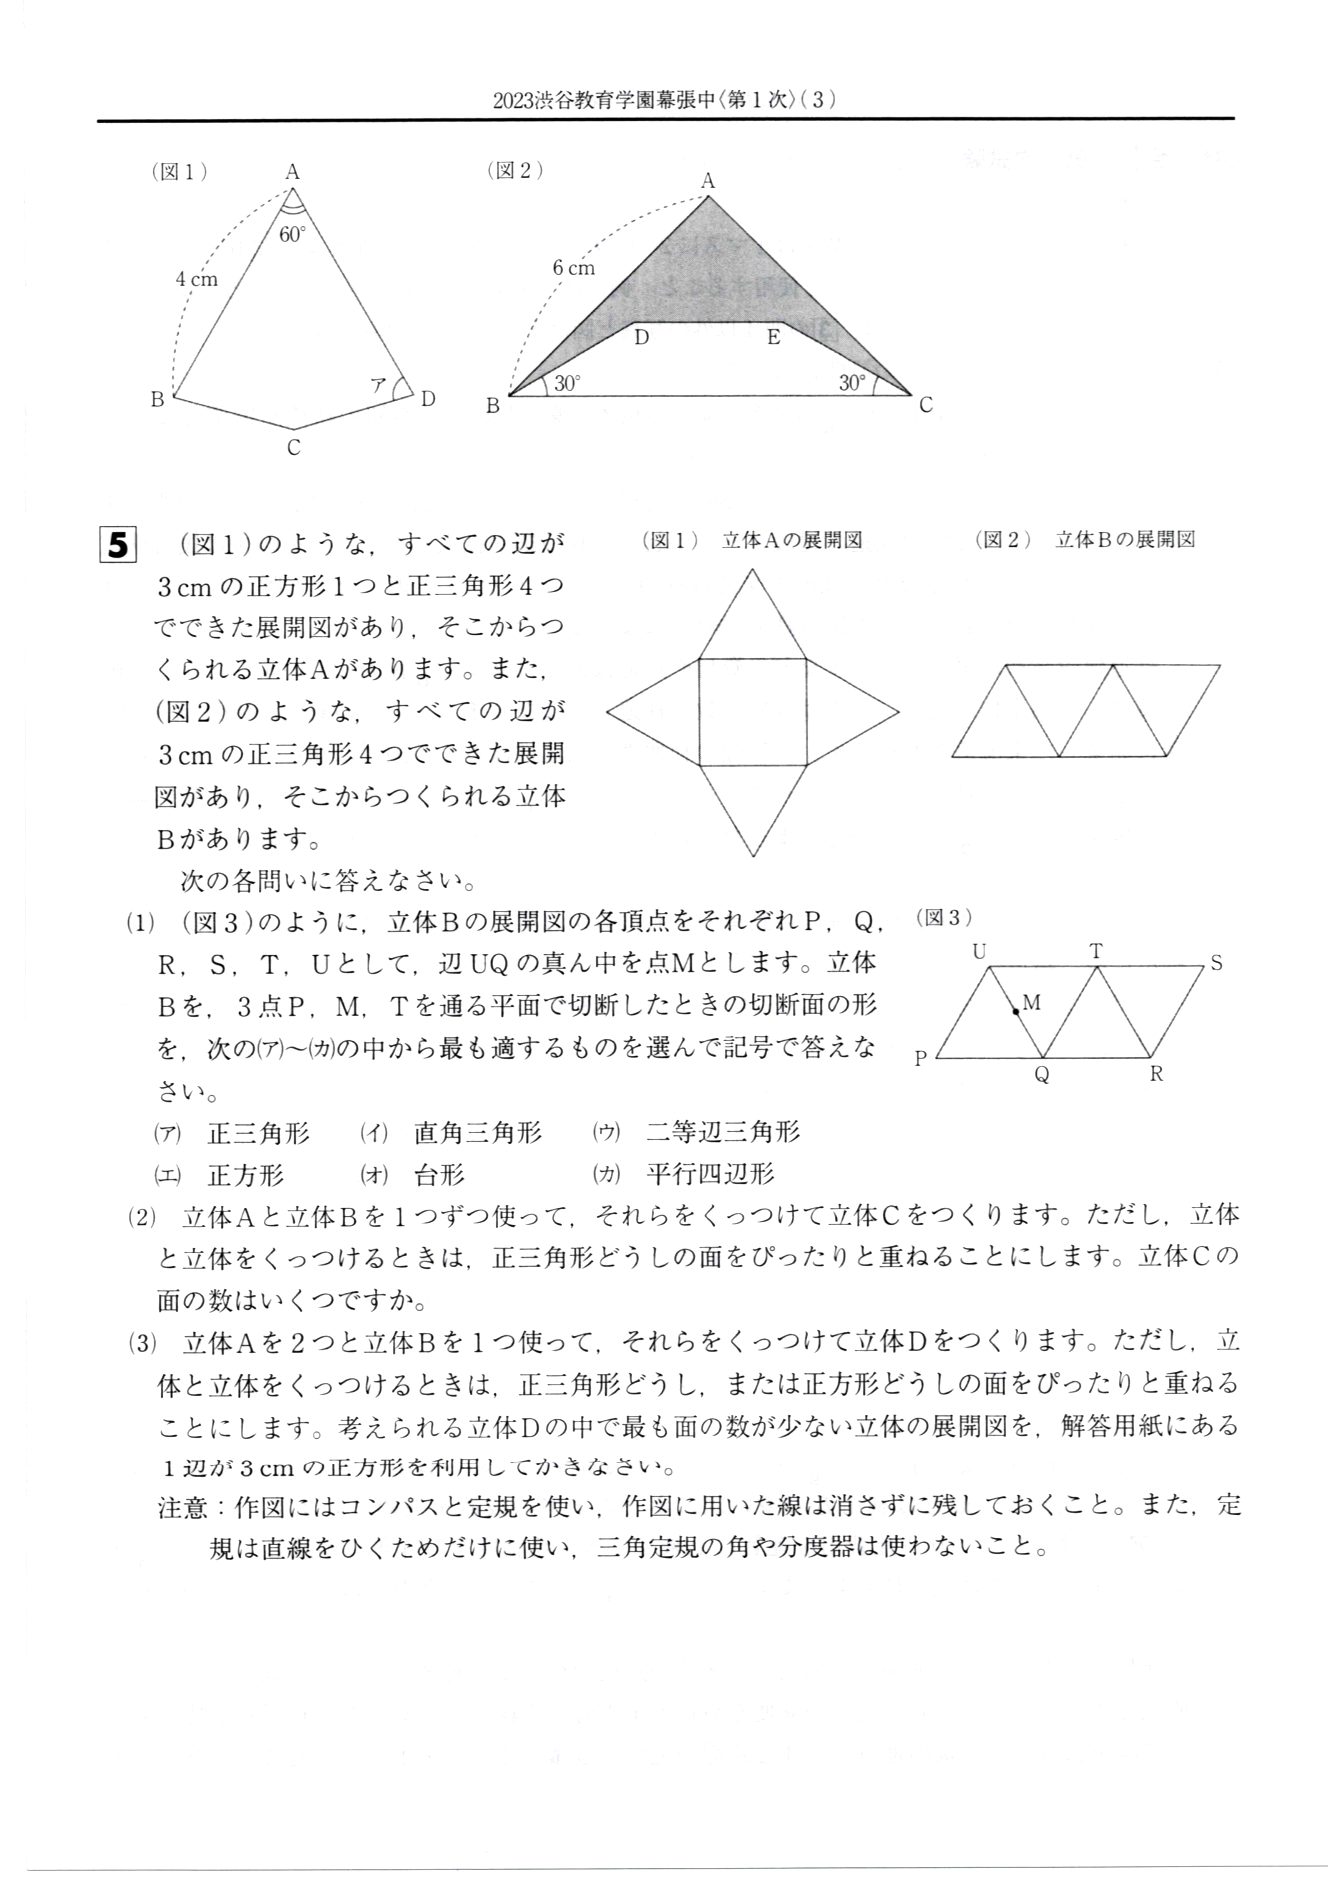 2023渋谷教育学園幕張中〈第１次〉(３)
(図１)
A
60°
4 cm
ア
B
D
C
(図２)
A
6 cm
D
E
30°
30°
B
C
5 (図１)のような，すべての辺が
３cmの正方形１つと正三角形４つ
でできた展開図があり，そこからつ
くられる立体Ａがあります。また，
(図２)のような，すべての辺が
３cmの正三角形４つでできた展開
図があり，そこからつくられる立体
Ｂがあります。
次の各問いに答えなさい。
(図１) 立体Ａの展開図
(図２) 立体Ｂの展開図
(1) (図３)のように，立体Ｂの展開図の各頂点をそれぞれＰ，Ｑ，
Ｒ，Ｓ，Ｔ，Ｕとして，辺ＵＱの真ん中を点Ｍとします。立体
Ｂを，３点Ｐ，Ｍ，Ｔを通る平面で切断したときの切断面の形
を，次の(ア)～(カ)の中から最も適するものを選んで記号で答えな
さい。
(図３)
U
T
S
M
P
Q
R
(ア) 正三角形 (イ) 直角三角形 (ウ) 二等辺三角形
(エ) 正方形 (オ) 台形 (カ) 平行四辺形
(2) 立体Ａと立体Ｂを１つずつ使って，それらをくっつけて立体Ｃをつくります。ただし，立体
と立体をくっつけるときは，正三角形どうしの面をぴったりと重ねることにします。立体Ｃの
面の数はいくつですか。
(3) 立体Ａを２つと立体Ｂを１つ使って，それらをくっつけて立体Ｄをつくります。ただし，立
体と立体をくっつけるときは，正三角形どうし，または正方形どうしの面をぴったりと重ねる
ことにします。考えられる立体Ｄの中で最も面の数が少ない立体の展開図を，解答用紙にある
１辺が３cmの正方形を利用してかきなさい。
注意：作図にはコンパスと定規を使い，作図に用いた線は消さずに残しておくこと。また，定
規は直線をひくためだけに使い，三角定規の角や分度器は使わないこと。